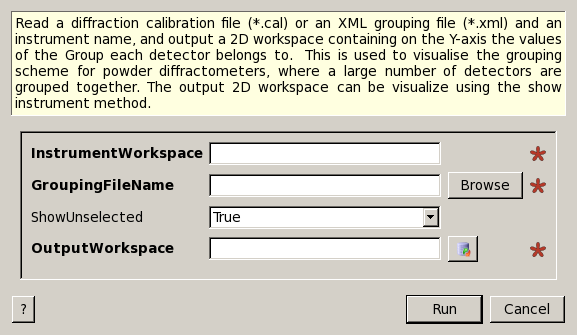 Read a diffraction calibration file (*.cal) or an XML grouping file (*.xml) and an
instrument name, and output a 2D workspace containing on the Y-axis the values
of the Group each detector belongs to.  This is used to visualise the grouping
scheme for powder diffractometers, where a large number of detectors are
grouped together. The output 2D workspace can be visualize using the show
instrument method.
InstrumentWorkspace
GroupingFileName Browse
ShowUnselected True
OutputWorkspace
? Run Cancel